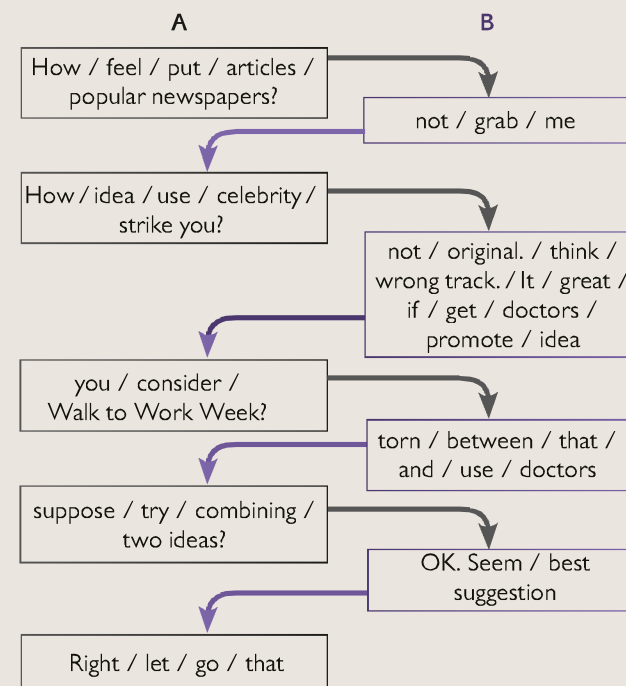 A
B
How / feel / put / articles /
popular newspapers?
not / grab / me
How / idea / use / celebrity /
strike you?
not / original. / think /
wrong track. / It / great /
if / get / doctors /
promote / idea
you / consider /
Walk to Work Week?
torn / between / that /
and / use / doctors
suppose / try / combining /
two ideas?
OK. Seem / best
suggestion
Right / let / go / that